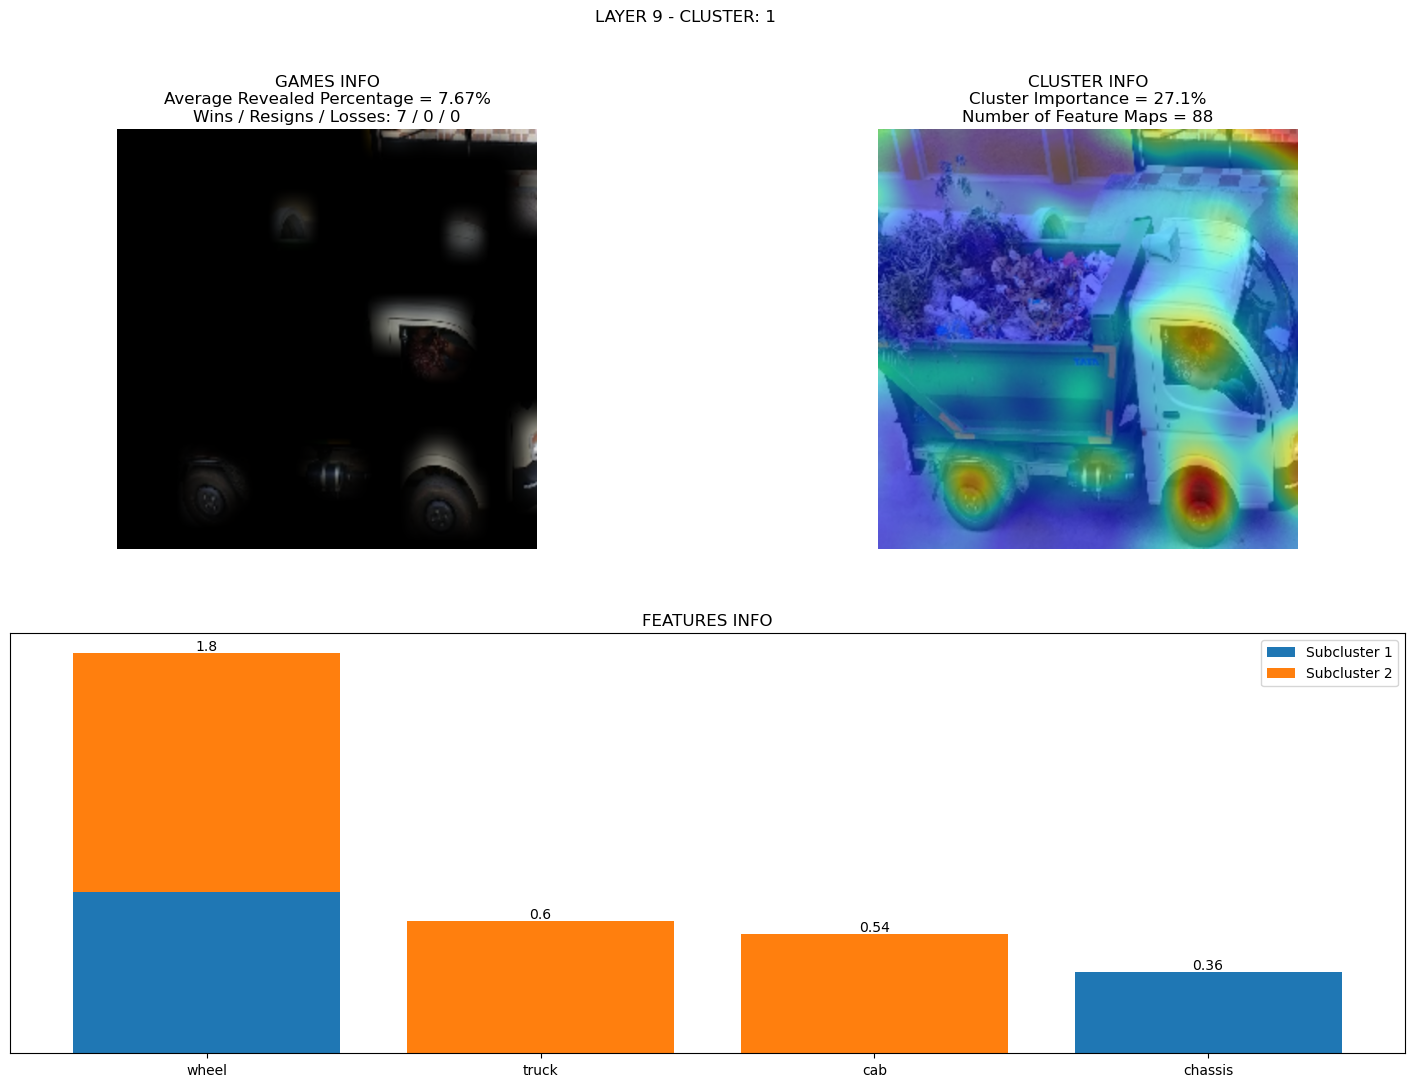 LAYER 9 - CLUSTER: 1
GAMES INFO
Average Revealed Percentage = 7.67%
Wins / Resigns / Losses: 7 / 0 / 0
CLUSTER INFO
Cluster Importance = 27.1%
Number of Feature Maps = 88
FEATURES INFO
Subcluster 1
Subcluster 2
1.8
0.6
0.54
0.36
wheel
truck
cab
chassis